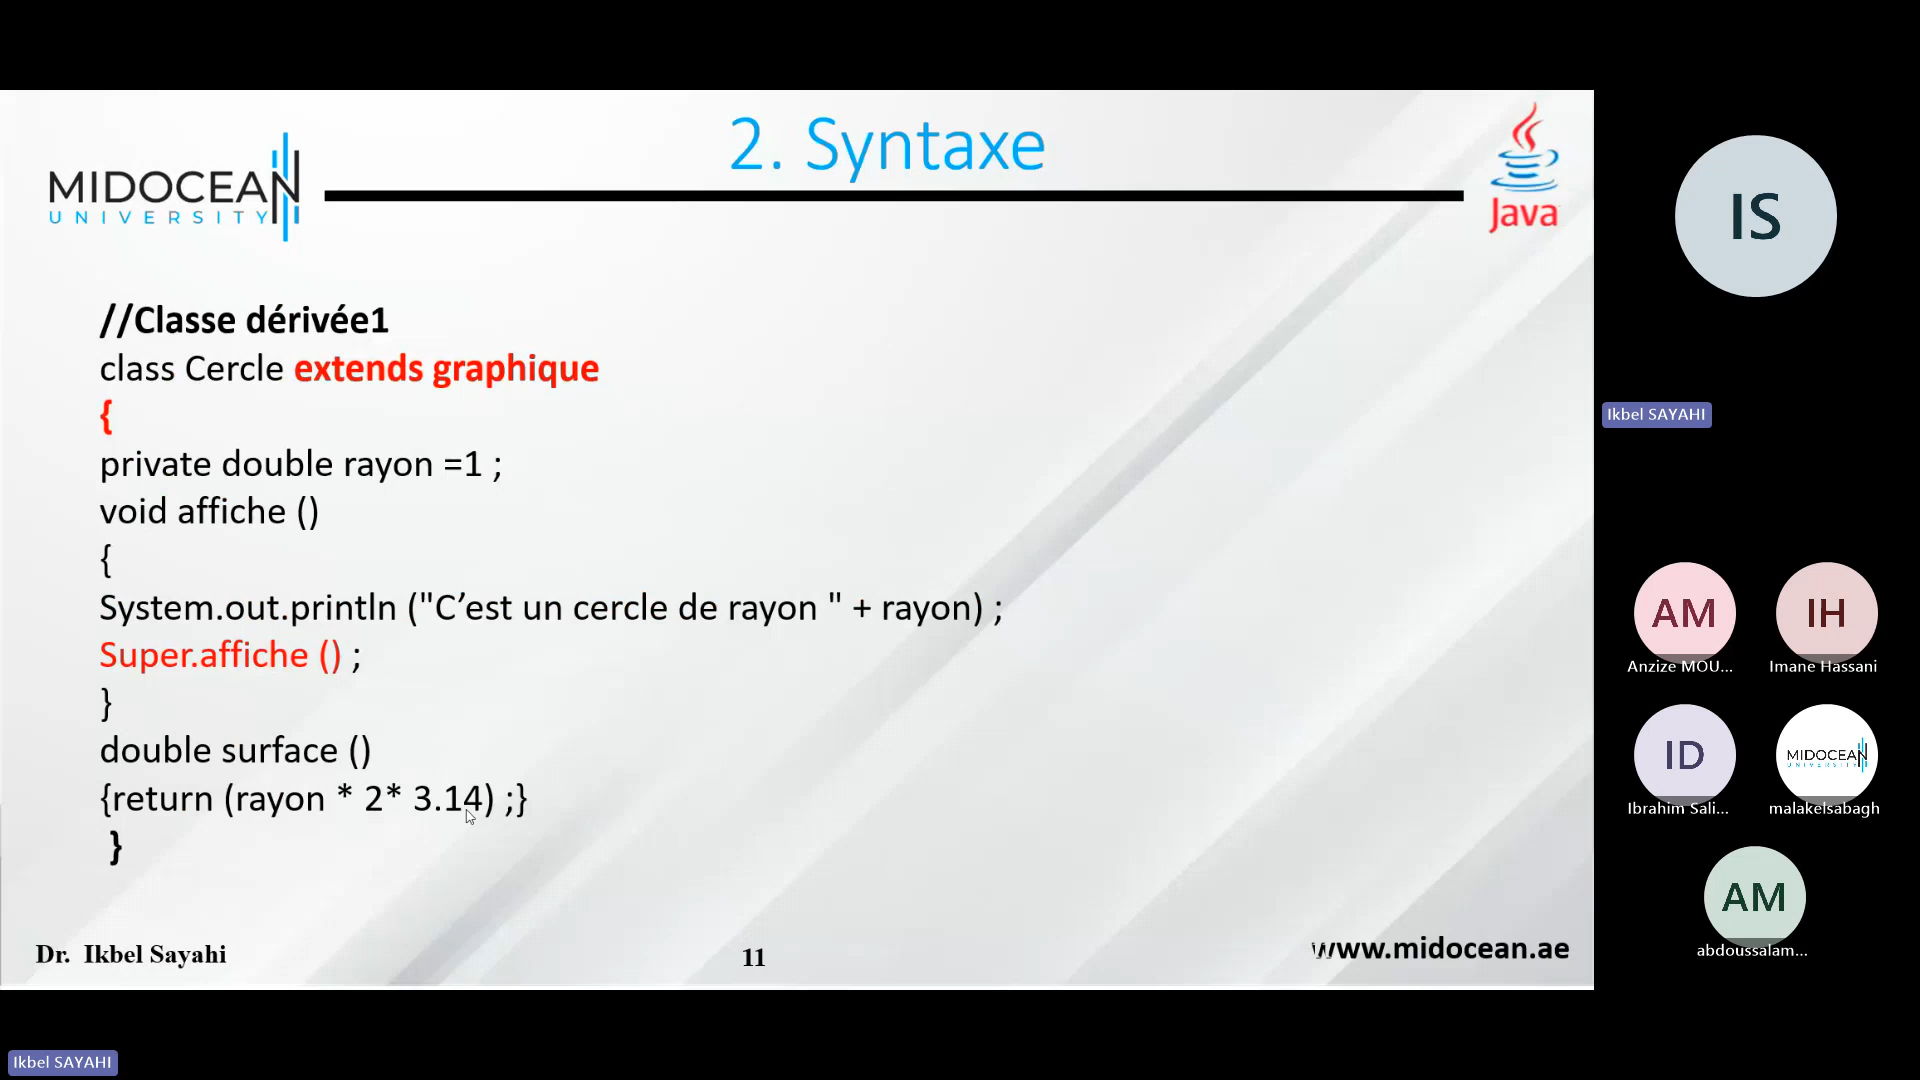 2. Syntaxe
MIDOCEAN
UNIVERSITY
Java
//Classe dérivée1
class Cercle extends graphique
{
private double rayon =1 ;
void affiche ()
{
System.out.println ("C’est un cercle de rayon " + rayon) ;
Super.affiche () ;
}
double surface ()
{return (rayon * 2* 3.14) ;}
}
Dr. Ikbel Sayahi
11
www.midocean.ae
IS
Ikbel SAYAHI
AM
IH
Anzize MOU...
Imane Hassani
ID
MIDOCEAN
UNIVERSITY
Ibrahim Sali...
malakelsabagh
AM
abdoussalam...
Ikbel SAYAHI